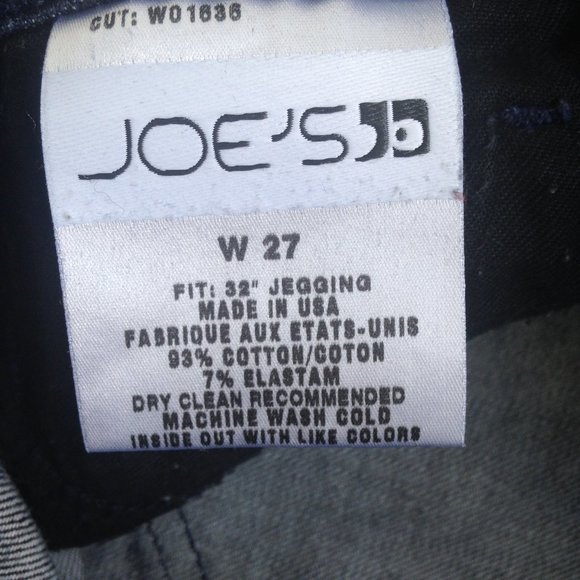 CUT: W01636
JOE'S
W 27
FIT: 32" JEGGING
MADE IN USA
FABRIQUE AUX ETATS-UNIS
93% COTTON/COTON
7% ELASTAM
DRY CLEAN RECOMMENDED
MACHINE WASH COLD
INSIDE OUT WITH LIKE COLORS